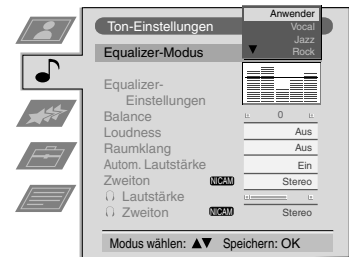 Ton-Einstellungen
Anwender
Vocal
Jazz
Rock
Equalizer-Modus
Equalizer-
Einstellungen
Balance 0
Loudness Aus
Raumklang Aus
Autom. Lautstärke Ein
Zweiton NICAM Stereo
Lautstärke
Zweiton NICAM Stereo
Modus wählen: ▲▼ Speichern: OK